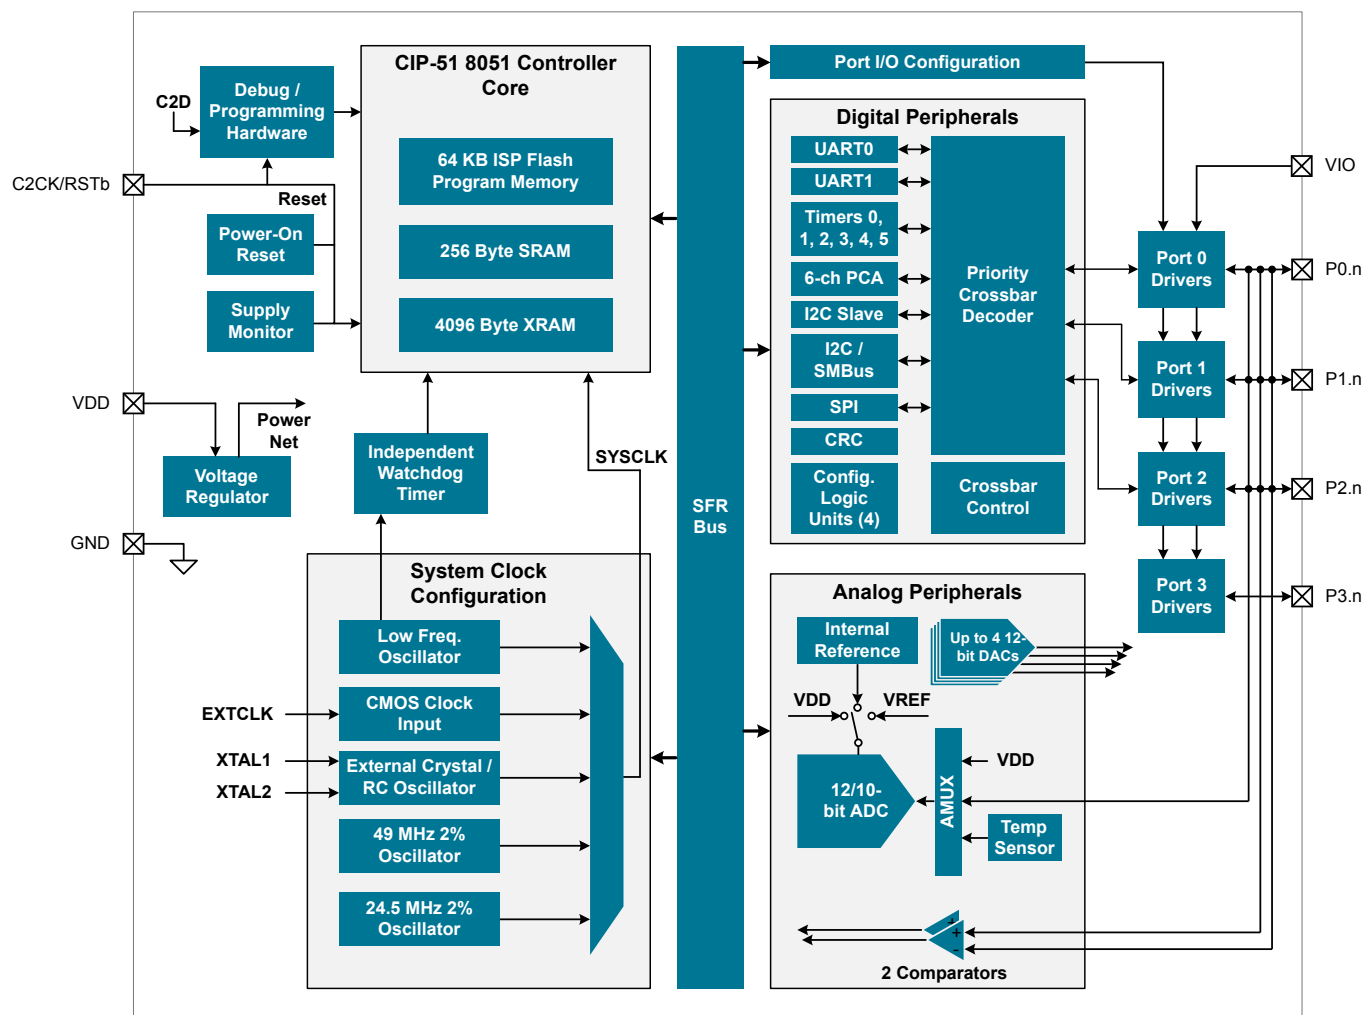 CIP-51 8051 Controller
Core
64 KB ISP Flash
Program Memory
256 Byte SRAM
4096 Byte XRAM
C2D
Debug /
Programming
Hardware
C2CK/RSTb
Reset
Power-On
Reset
Supply
Monitor
VDD
Power
Net
Voltage
Regulator
GND
Independent
Watchdog
Timer
SYSCLK
System Clock
Configuration
Low Freq.
Oscillator
EXTCLK
CMOS Clock
Input
XTAL1
XTAL2
External Crystal /
RC Oscillator
49 MHz 2%
Oscillator
24.5 MHz 2%
Oscillator
SFR
Bus
Port I/O Configuration
Digital Peripherals
UART0
UART1
Timers 0,
1, 2, 3, 4, 5
6-ch PCA
I2C Slave
I2C /
SMBus
SPI
CRC
Config.
Logic
Units (4)
Priority
Crossbar
Decoder
Crossbar
Control
Analog Peripherals
Internal
Reference
Up to 4 12-
bit DACs
VDD
VREF
12/10-
bit ADC
AMUX
VDD
Temp
Sensor
+
+
-
2 Comparators
Port 0
Drivers
Port 1
Drivers
Port 2
Drivers
Port 3
Drivers
VIO
P0.n
P1.n
P2.n
P3.n